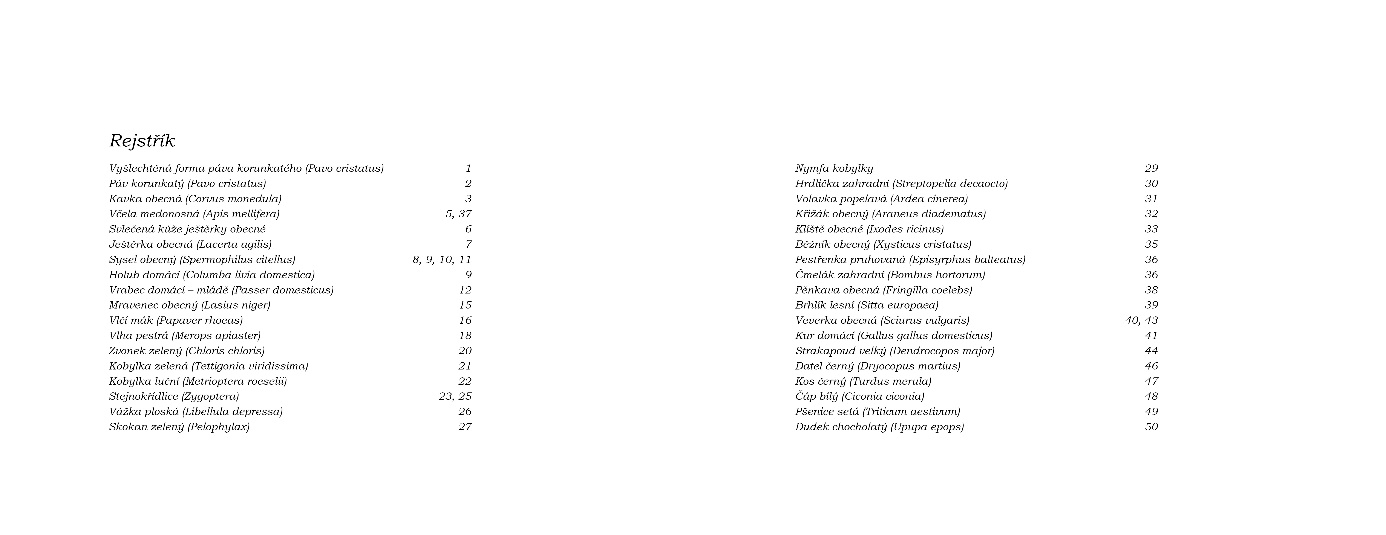 Rejstřík
Vyšlechtěná forma páva korunkatého (Pavo cristatus) 1
Páv korunkatý (Pavo cristatus) 2
Kavka obecná (Corvus monedula) 3
Včela medonosná (Apis mellifera) 5, 37
Svlečená kůže ještěrky obecné 6
Ještěrka obecná (Lacerta agilis) 7
Sysel obecný (Spermophilus citellus) 8, 9, 10, 11
Holub domácí (Columba livia domestica) 9
Vrabec domácí – mládě (Passer domesticus) 12
Mravenec obecný (Lasius niger) 15
Vlčí mák (Papaver rhoeas) 16
Vlha pestrá (Merops apiaster) 18
Zvonek zelený (Chloris chloris) 20
Kobylka zelená (Tettigonia viridissima) 21
Kobylka luční (Metrioptera roeselii) 22
Stejnokřídlice (Zygoptera) 23, 25
Vážka ploská (Libellula depressa) 26
Skokan zelený (Pelophylax) 27
Nymfa kobylky 29
Hrdlička zahradní (Streptopelia decaocto) 30
Volavka popelavá (Ardea cinerea) 31
Křižák obecný (Araneus diadematus) 32
Klíště obecné (Ixodes ricinus) 33
Běžník obecný (Xysticus cristatus) 35
Pestřenka pruhovaná (Episyrphus balteatus) 36
Čmelák zahradní (Bombus hortorum) 36
Pěnkava obecná (Fringilla coelebs) 38
Brhlík lesní (Sitta europaea) 39
Veverka obecná (Sciurus vulgaris) 40, 43
Kur domácí (Gallus gallus domesticus) 41
Strakapoud velký (Dendrocopos major) 44
Datel černý (Dryocopus martius) 46
Kos černý (Turdus merula) 47
Čáp bílý (Ciconia ciconia) 48
Pšenice setá (Triticum aestivum) 49
Dudek chocholatý (Upupa epops) 50